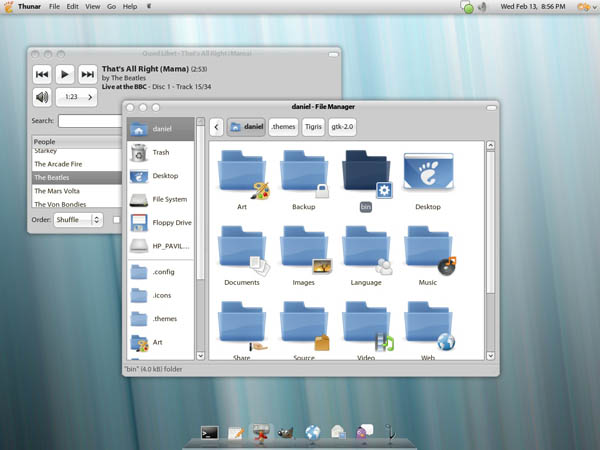 Thunar File Edit View Go Help
Wed Feb 13, 8:56 PM
Quod Libet - That's All Right (Mama)
That's All Right (Mama) (2:53)
by The Beatles
Live at the BBC - Disc 1 - Track 15/34
1:23
Search:
People
Starkey
The Arcade Fire
The Beatles
The Mars Volta
The Von Bondies
Order: Shuffle
daniel - File Manager
daniel .themes Tigris gtk-2.0
daniel
Trash
Desktop
File System
Floppy Drive
HP_PAVIL...
.config
.icons
.themes
Art
Art Backup bin Desktop
Documents Images Language Music
Share Source Video Web
"bin" (4.0 kB) folder